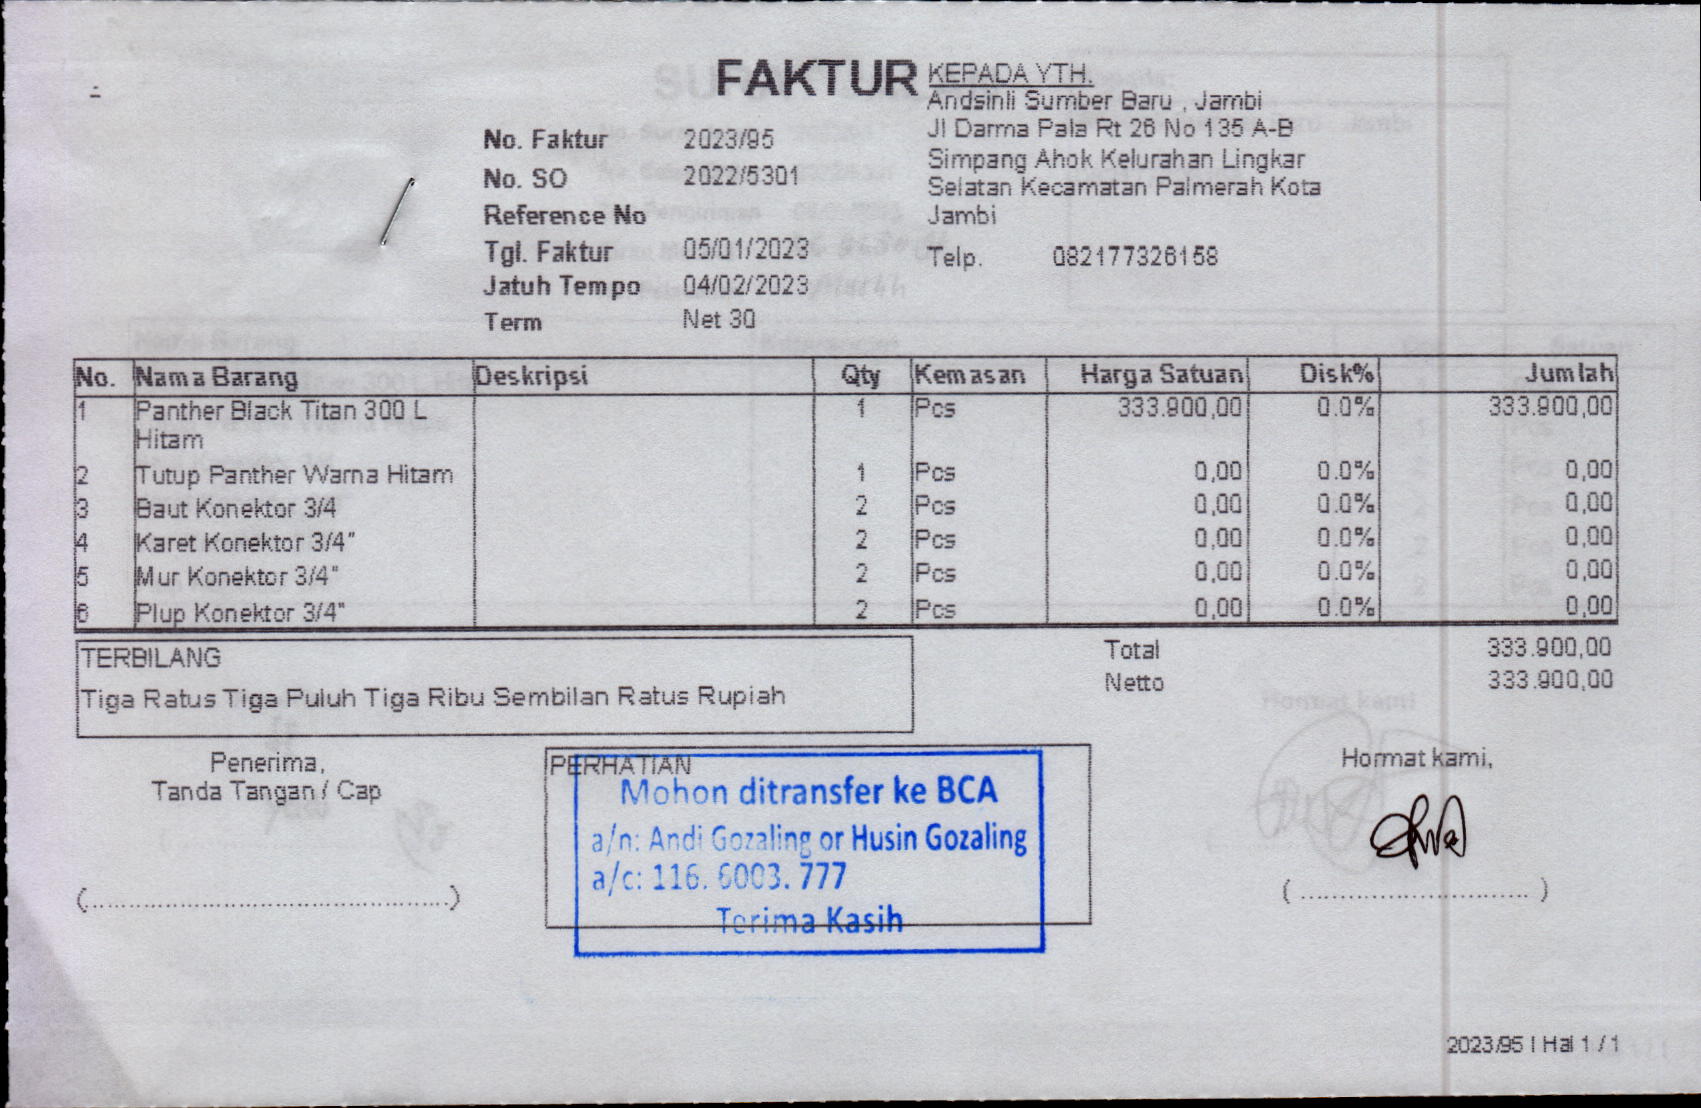 FAKTUR
KEPADA YTH.
Andsinli Sumber Baru , Jambi
Jl Darma Pala Rt 26 No 135 A-B
Simpang Ahok Kelurahan Lingkar
Selatan Kecamatan Palmerah Kota
Jambi
Telp. 082177326158
No. Faktur 2023/95
No. SO 2022/5301
Reference No
Tgl. Faktur 05/01/2023
Jatuh Tempo 04/02/2023
Term Net 30
No. Nama Barang Deskripsi Qty Kemasan Harga Satuan Disk% Jumlah
1 Panther Black Titan 300 L 1 Pcs 333.900,00 0.0% 333.900,00
Hitam
2 Tutup Panther Warna Hitam 1 Pcs 0,00 0.0% 0,00
3 Baut Konektor 3/4 2 Pcs 0,00 0.0% 0,00
4 Karet Konektor 3/4" 2 Pcs 0,00 0.0% 0,00
5 Mur Konektor 3/4" 2 Pcs 0,00 0.0% 0,00
6 Plup Konektor 3/4" 2 Pcs 0,00 0.0% 0,00
Total 333.900,00
Netto 333.900,00
TERBILANG
Tiga Ratus Tiga Puluh Tiga Ribu Sembilan Ratus Rupiah
Penerima,
Tanda Tangan / Cap
(..................................................)
PERHATIAN
Mohon ditransfer ke BCA
a/n: Andi Gozaling or Husin Gozaling
a/c: 116. 6003. 777
Terima Kasih
Hormat kami,
( ................................ )
2023/95 | Hal 1 / 1